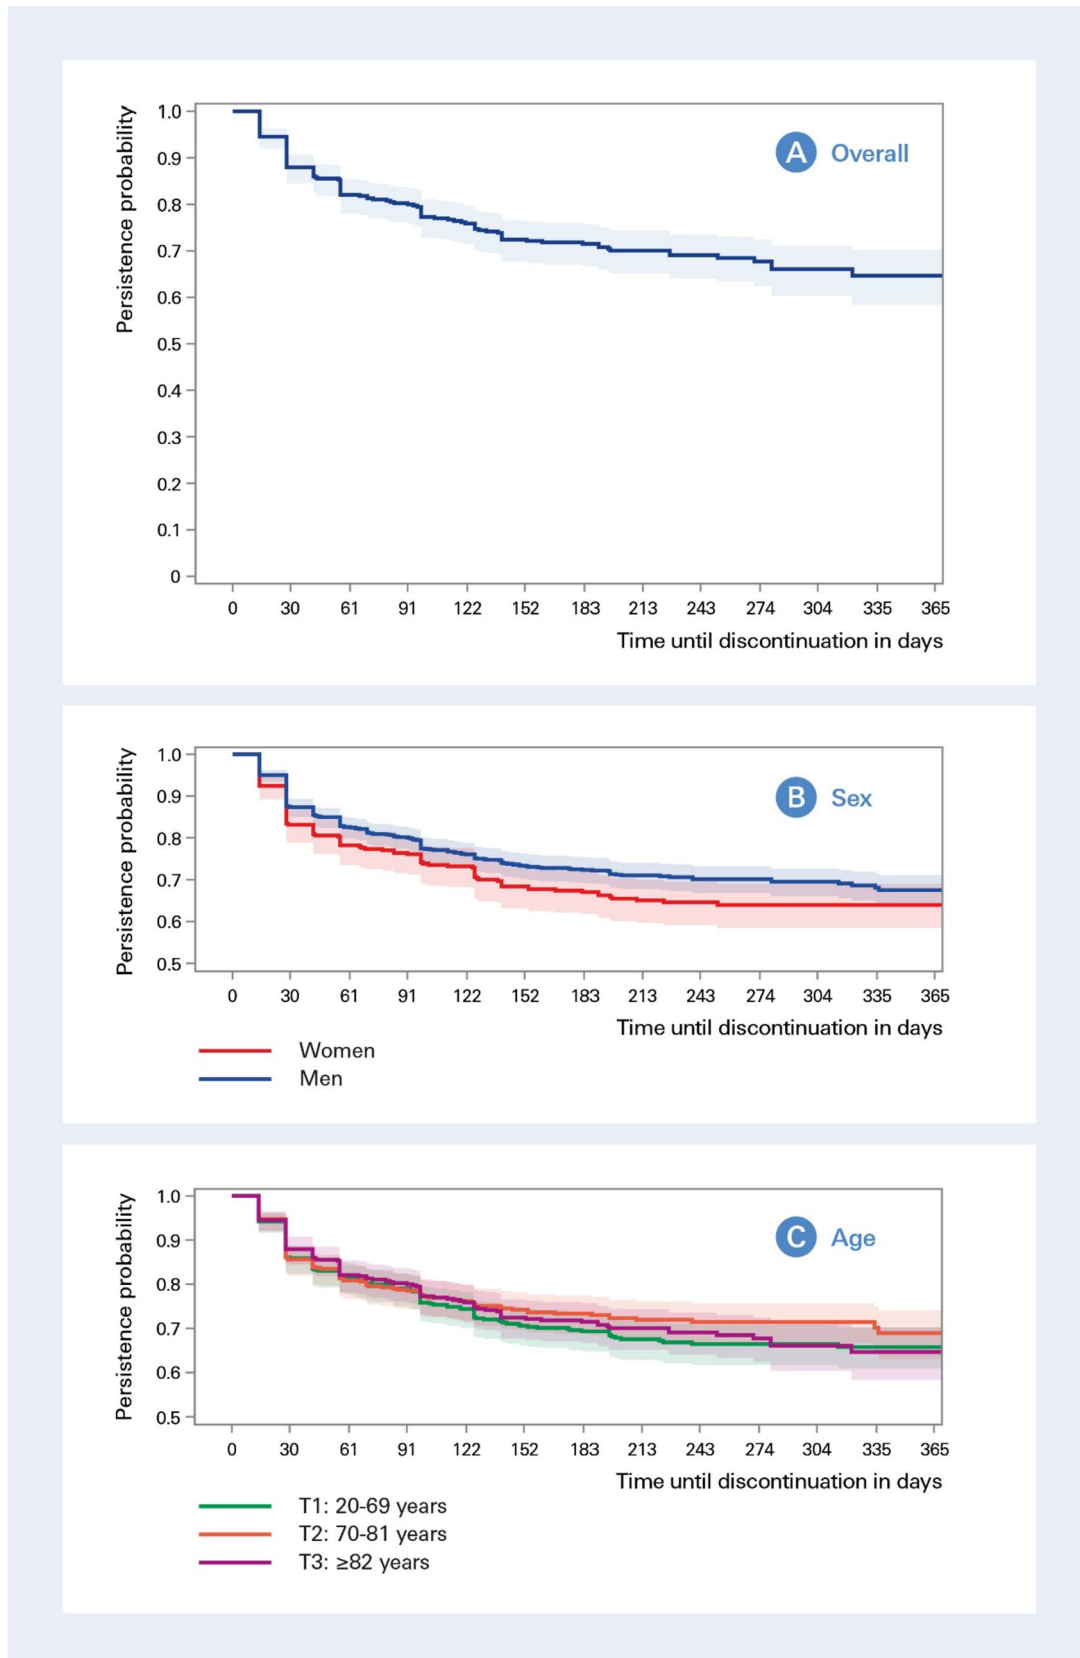 Persistence probability
1.0
0.9
0.8
0.7
0.6
0.5
0.4
0.3
0.2
0.1
0
A Overall
0 30 61 91 122 152 183 213 243 274 304 335 365
Time until discontinuation in days
Persistence probability
1.0
0.9
0.8
0.7
0.6
0.5
B Sex
0 30 61 91 122 152 183 213 243 274 304 335 365
Time until discontinuation in days
Women
Men
Persistence probability
1.0
0.9
0.8
0.7
0.6
0.5
C Age
0 30 61 91 122 152 183 213 243 274 304 335 365
Time until discontinuation in days
T1: 20-69 years
T2: 70-81 years
T3: ≥82 years